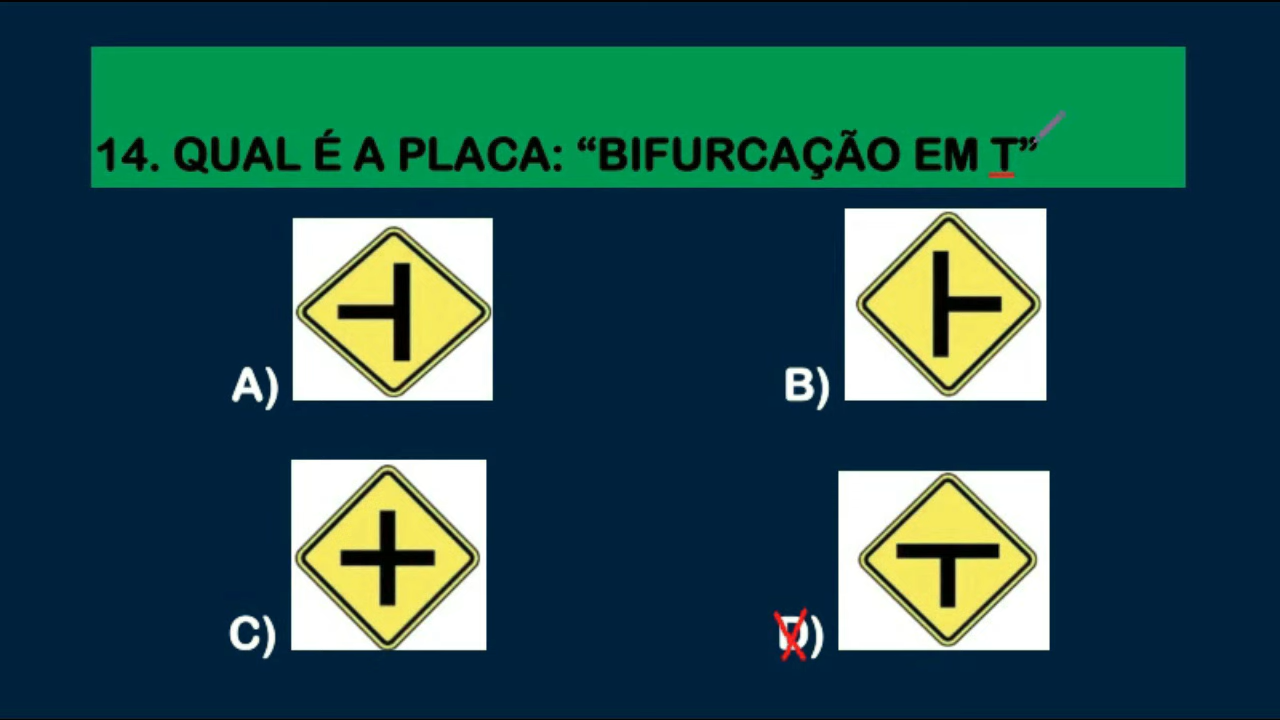 14. QUAL É A PLACA: “BIFURCAÇÃO EM T”
A)
B)
C)
D)